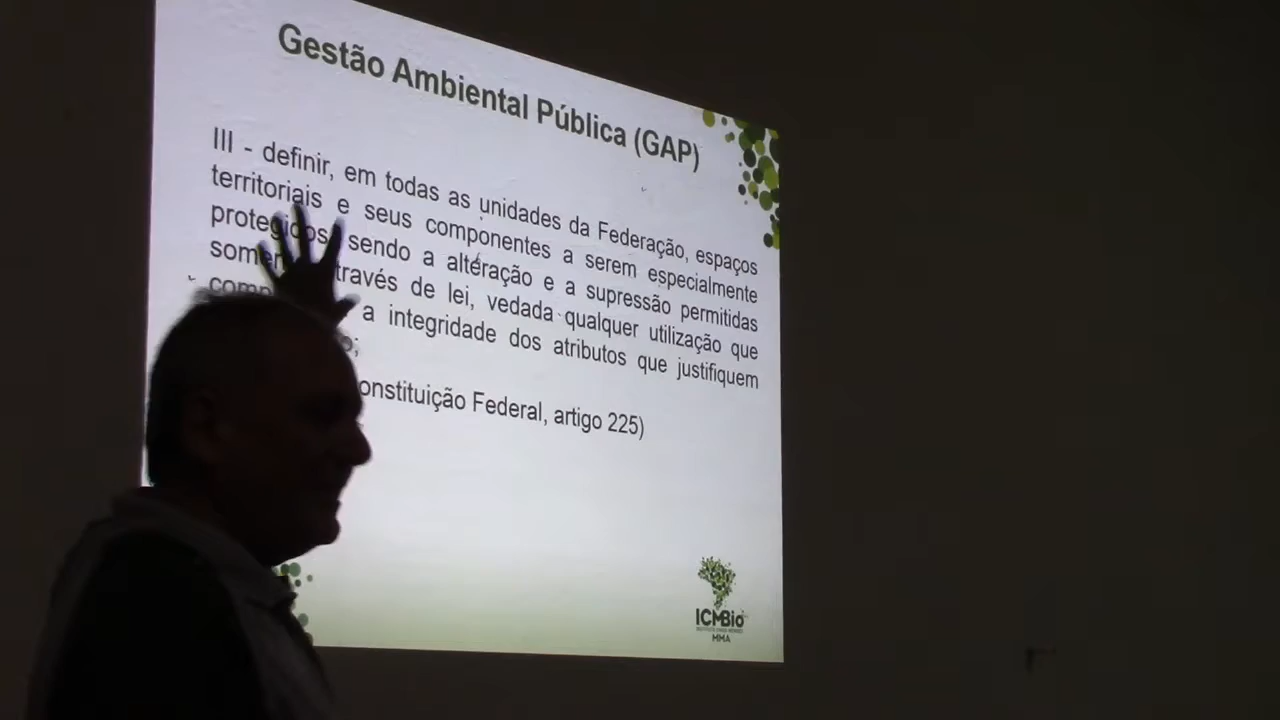 Gestão Ambiental Pública (GAP)
III - definir, em todas as unidades da Federação, espaços
territoriais e seus componentes a serem especialmente
protegidos, sendo a alteração e a supressão permitidas
través de lei, vedada qualquer utilização que
a integridade dos atributos que justifiquem
onstituição Federal, artigo 225)
ICMBio
MMA